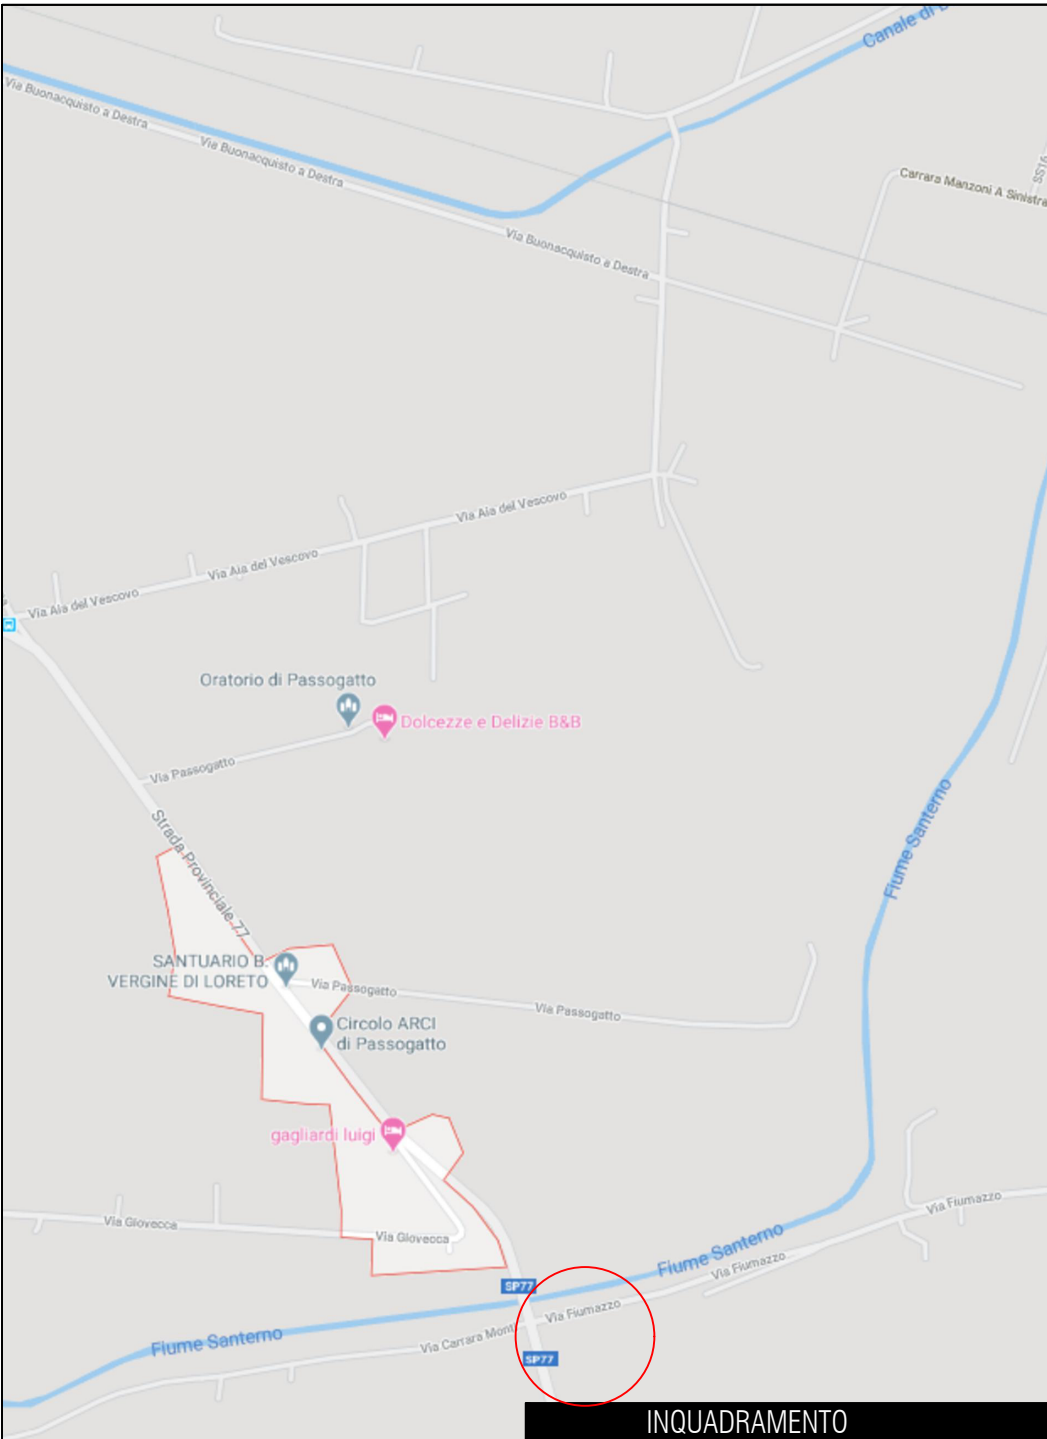 Canale di
Via Buonacquisto a Destra
Via Buonacquisto a Destra
Carrara Manzoni A Sinistra
SS16
Via Buonacquisto a Destra
Via Aia del Vescovo
Via Aia del Vescovo
Via Aia del Vescovo
Oratorio di Passogatto
Dolcezze e Delizie B&B
Via Passogatto
Strada Provinciale 77
Fiume Santerno
SANTUARIO B.
VERGINE DI LORETO
Via Passogatto
Via Passogatto
Circolo ARCI
di Passogatto
gagliardi luigi
Via Giovecca
Via Giovecca
Via Fiumazzo
Fiume Santerno
Via Fiumazzo
SP77
Via Fiumazzo
Fiume Santerno
Via Carrara Monti
SP77
INQUADRAMENTO